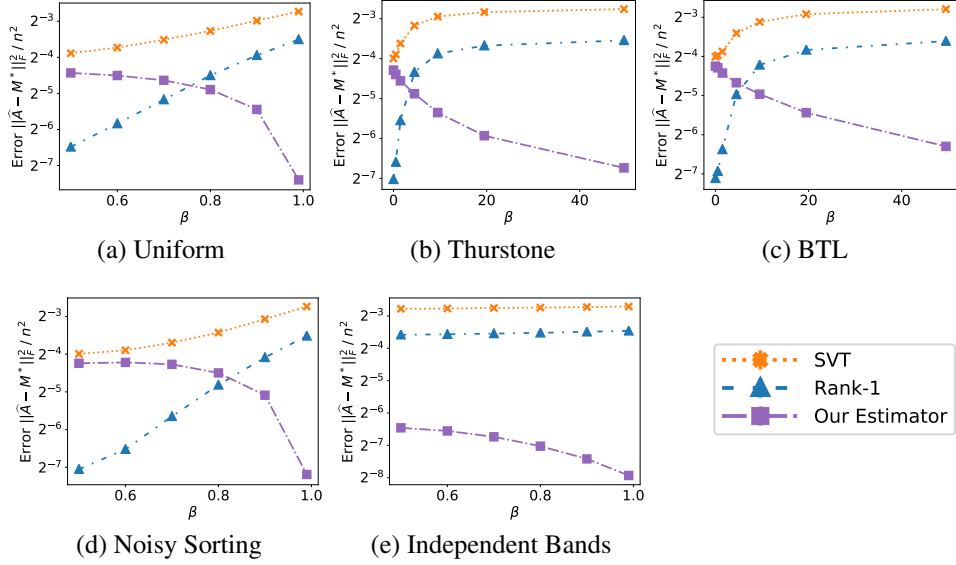 2⁻³
2⁻⁴
2⁻⁵
2⁻⁶
2⁻⁷
Error ||Â − M*||²_F / n²
0.6
0.8
1.0
β
(a) Uniform
2⁻³
2⁻⁴
2⁻⁵
2⁻⁶
2⁻⁷
Error ||Â − M*||²_F / n²
0
20
40
β
(b) Thurstone
2⁻³
2⁻⁴
2⁻⁵
2⁻⁶
2⁻⁷
Error ||Â − M*||²_F / n²
0
20
40
β
(c) BTL
2⁻³
2⁻⁴
2⁻⁵
2⁻⁶
2⁻⁷
Error ||Â − M*||²_F / n²
0.6
0.8
1.0
β
(d) Noisy Sorting
2⁻³
2⁻⁴
2⁻⁵
2⁻⁶
2⁻⁷
2⁻⁸
Error ||Â − M*||²_F / n²
0.6
0.8
1.0
β
(e) Independent Bands
SVT
Rank-1
Our Estimator